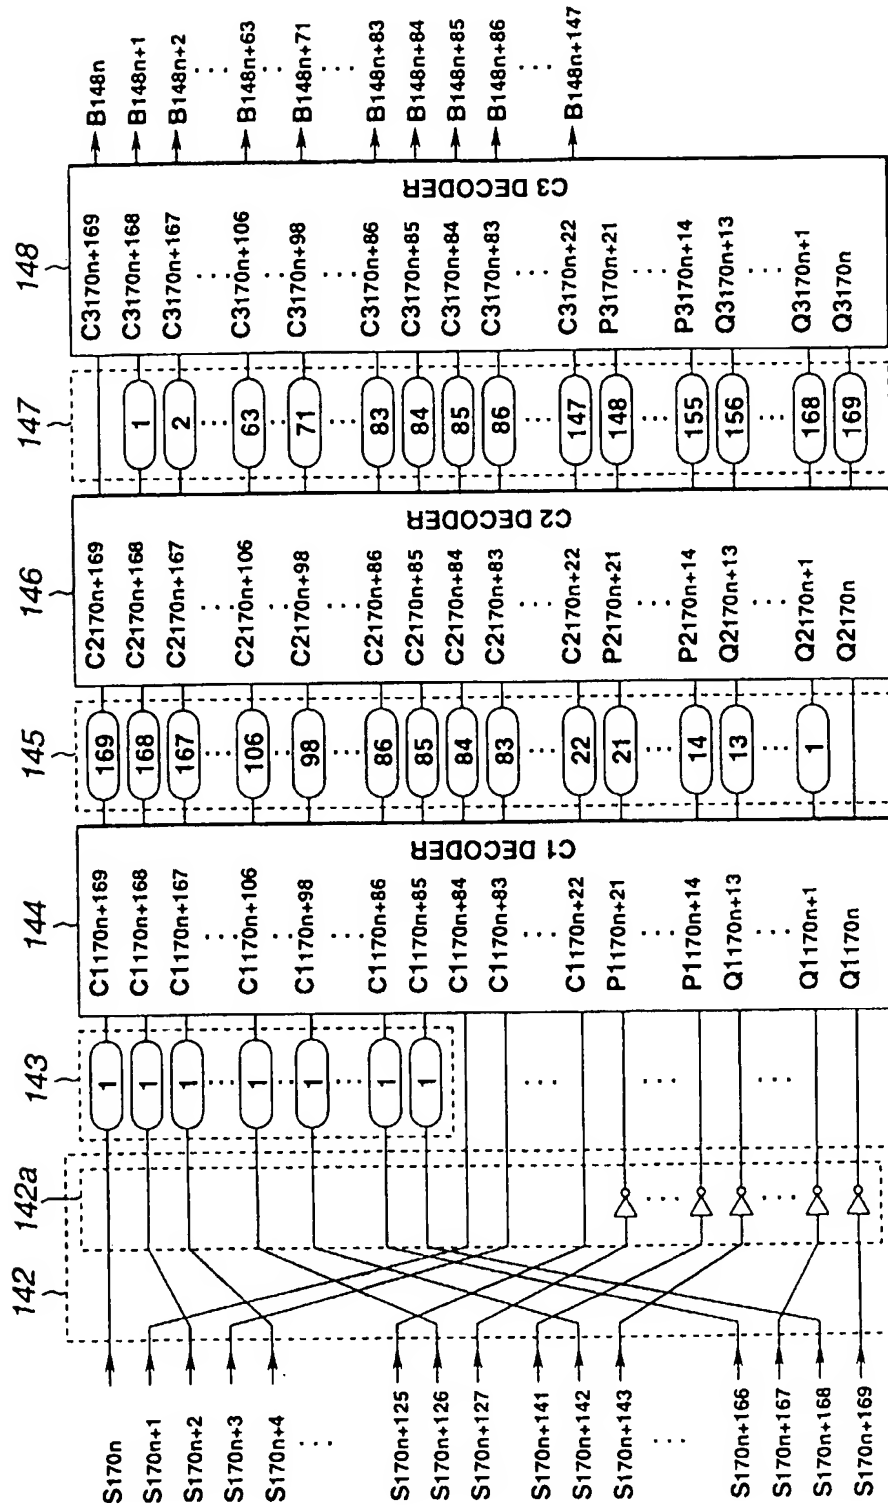 142
142a
143
144
145
146
147
148
S170n
S170n+1
S170n+2
S170n+3
S170n+4
...
S170n+125
S170n+126
S170n+127
S170n+141
S170n+142
S170n+143
...
S170n+166
S170n+167
S170n+168
S170n+169
1
1
1
...
1
...
1
...
1
1
...
...
...
C1170n+169
C1170n+168
C1170n+167
...
C1170n+106
C1170n+98
...
C1170n+86
C1170n+85
C1170n+84
C1170n+83
...
C1170n+22
P1170n+21
...
P1170n+14
Q1170n+13
...
Q1170n+1
Q1170n
C1 DECODER
169
168
167
...
106
...
98
...
86
85
84
83
...
22
21
...
14
13
...
1
C2170n+169
C2170n+168
C2170n+167
...
C2170n+106
C2170n+98
...
C2170n+86
C2170n+85
C2170n+84
C2170n+83
...
C2170n+22
P2170n+21
...
P2170n+14
Q2170n+13
...
Q2170n+1
Q2170n
C2 DECODER
1
2
...
63
...
71
...
83
84
85
86
...
147
148
...
155
156
...
168
169
C3170n+169
C3170n+168
C3170n+167
...
C3170n+106
C3170n+98
...
C3170n+86
C3170n+85
C3170n+84
C3170n+83
...
C3170n+22
P3170n+21
...
P3170n+14
Q3170n+13
...
Q3170n+1
Q3170n
C3 DECODER
B148n
B148n+1
B148n+2
...
B148n+63
...
B148n+71
...
B148n+83
B148n+84
B148n+85
B148n+86
...
B148n+147